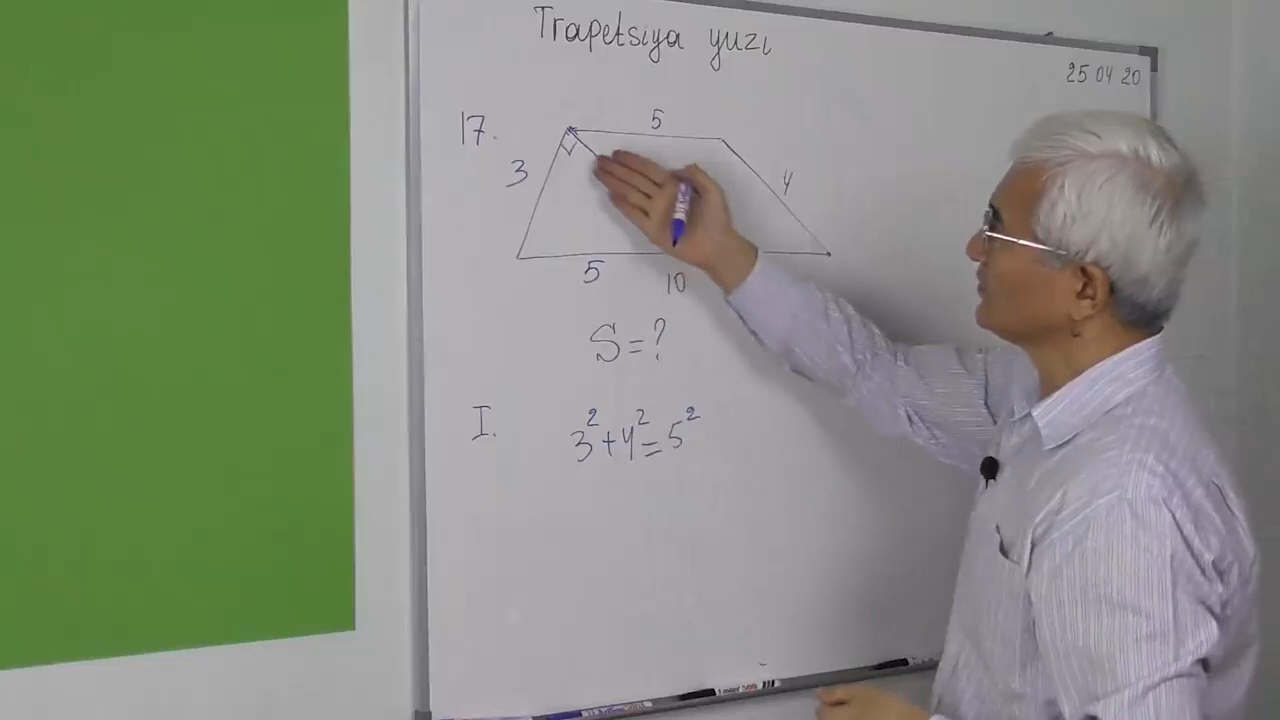 Trapetsiya yuzi
25 04 20
17.
5
3
4
5
10
S = ?
I. 3² + 4² = 5²